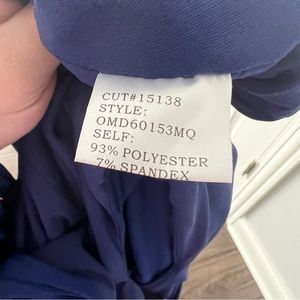 CUT#15138
STYLE:
OMD60153MQ
SELF:
93% POLYESTER
7% SPANDEX